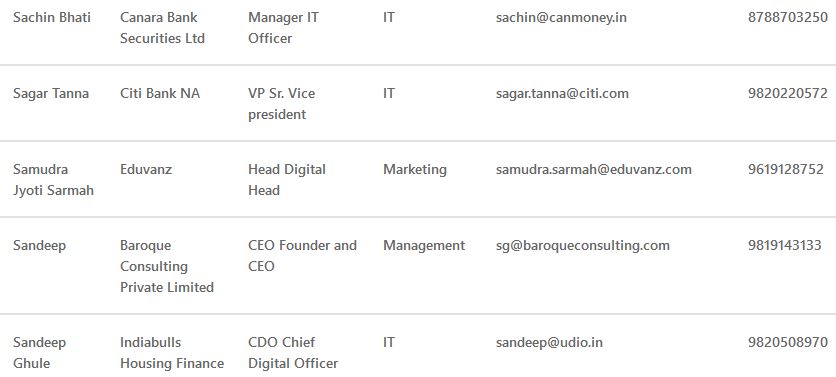 Sachin Bhati Canara Bank Manager IT IT sachin@canmoney.in 8788703250
Securities Ltd Officer
Sagar Tanna Citi Bank NA VP Sr. Vice IT sagar.tanna@citi.com 9820220572
president
Samudra Eduvanz Head Digital Marketing samudra.sarmah@eduvanz.com 9619128752
Jyoti Sarmah Head
Sandeep Baroque CEO Founder and Management sg@baroqueconsulting.com 9819143133
Consulting CEO
Private Limited
Sandeep Indiabulls CDO Chief IT sandeep@udio.in 9820508970
Ghule Housing Finance Digital Officer